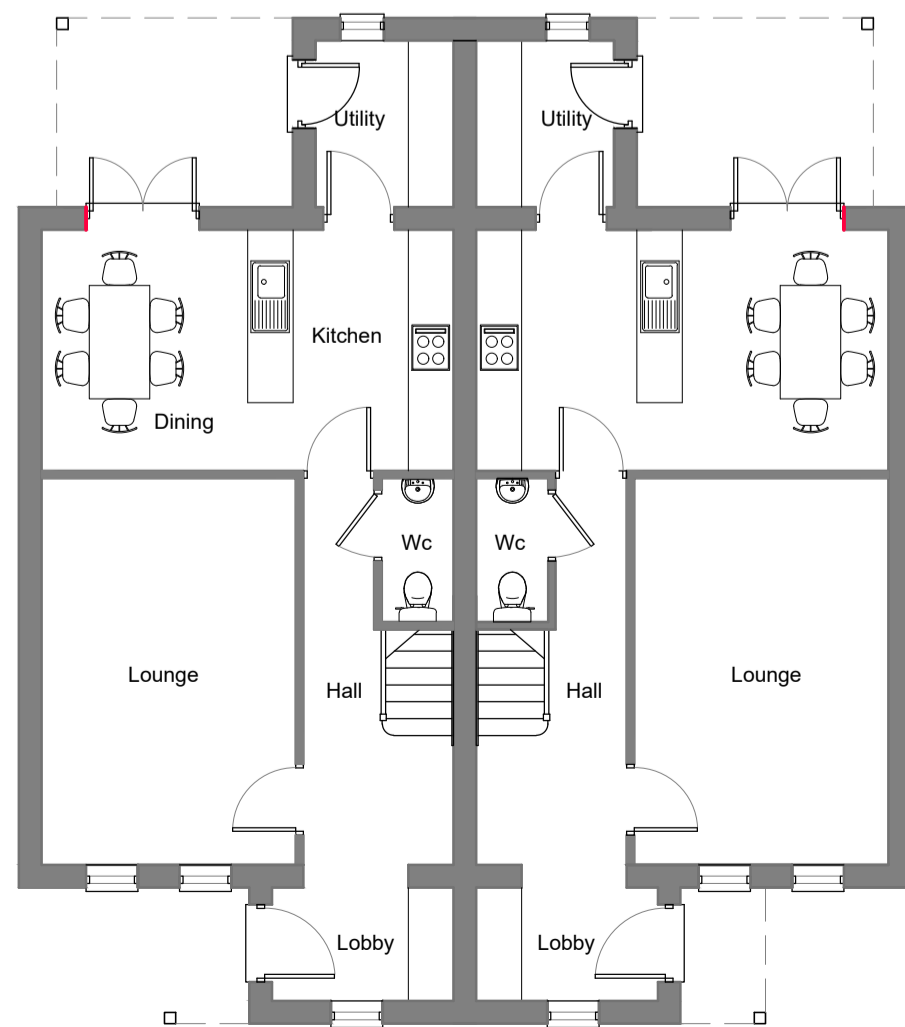 Utility
Utility
Kitchen
Dining
Wc
Wc
Lounge
Hall
Hall
Lounge
Lobby
Lobby